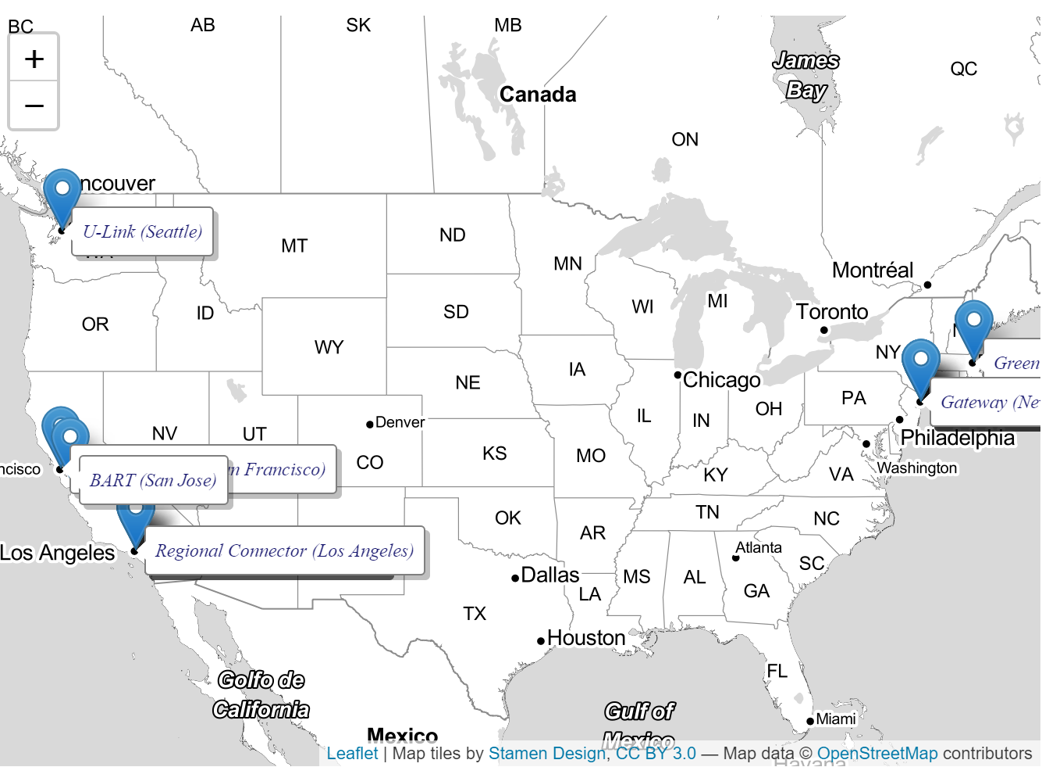 BC
AB
SK
MB
James
Bay
QC
+
−
Canada
ON
ncouver
U-Link (Seattle)
MT
ND
MN
Montréal
OR
ID
SD
WI
MI
Toronto
WY
NY
Green
IA
Chicago
NE
PA
Gateway (Ne
NV
UT
Denver
IL
IN
OH
Philadelphia
CO
KS
MO
Washington
ncisco
n Francisco)
BART (San Jose)
KY
VA
OK
AR
TN
NC
Los Angeles
Regional Connector (Los Angeles)
Atlanta
SC
Dallas
MS
AL
GA
LA
TX
Houston
FL
Golfo de
California
Gulf of
Mexico
Miami
Mexico
Leaflet | Map tiles by Stamen Design, CC BY 3.0 — Map data © OpenStreetMap contributors
Havana